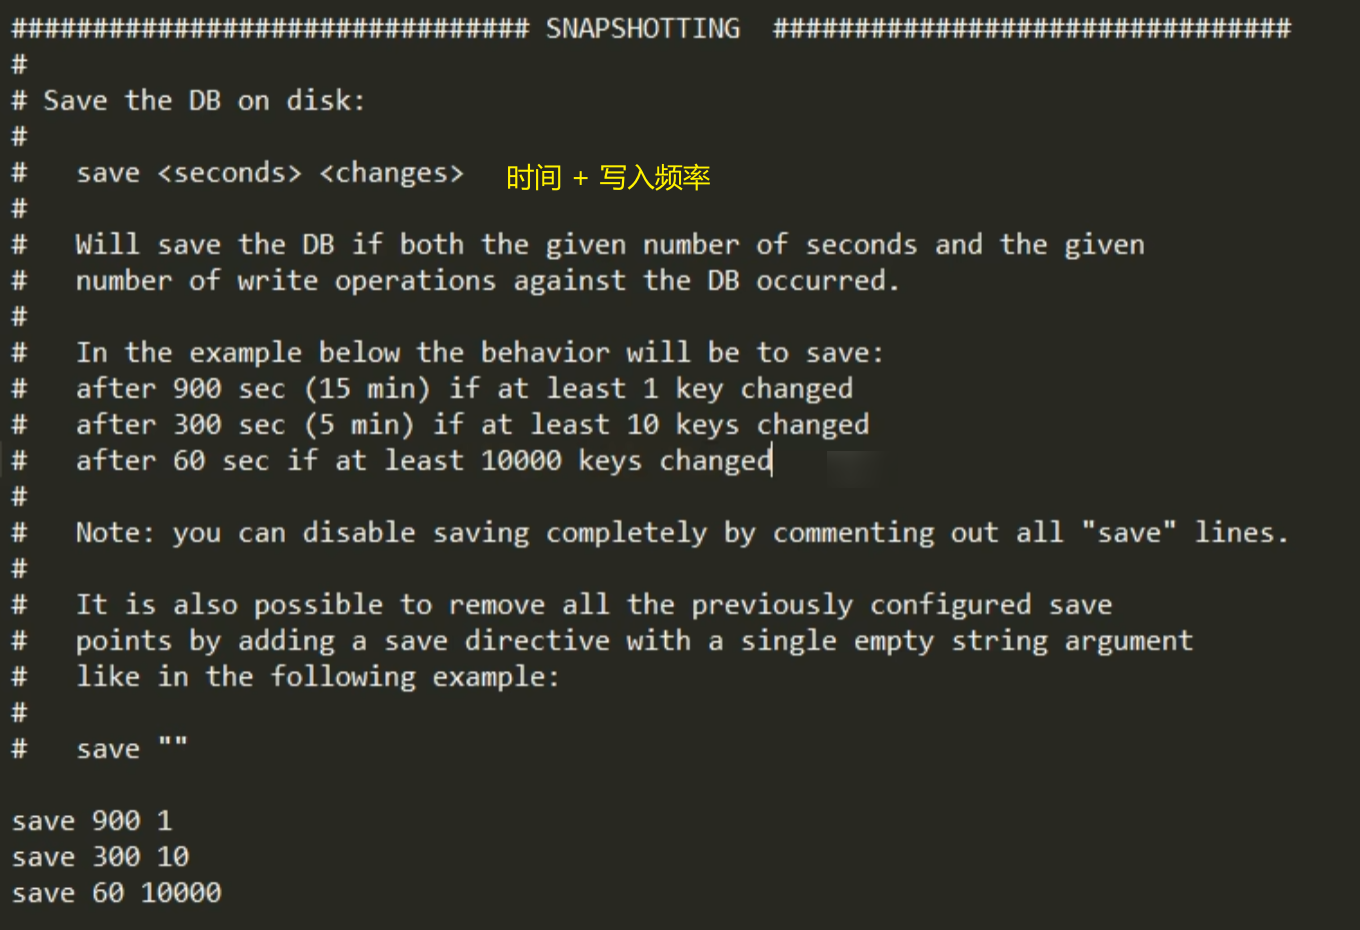 ################################ SNAPSHOTTING  ################################
#
# Save the DB on disk:
#
#   save <seconds> <changes>   时间 + 写入频率
#
#   Will save the DB if both the given number of seconds and the given
#   number of write operations against the DB occurred.
#
#   In the example below the behavior will be to save:
#   after 900 sec (15 min) if at least 1 key changed
#   after 300 sec (5 min) if at least 10 keys changed
#   after 60 sec if at least 10000 keys changed
#
#   Note: you can disable saving completely by commenting out all "save" lines.
#
#   It is also possible to remove all the previously configured save
#   points by adding a save directive with a single empty string argument
#   like in the following example:
#
#   save ""
save 900 1
save 300 10
save 60 10000